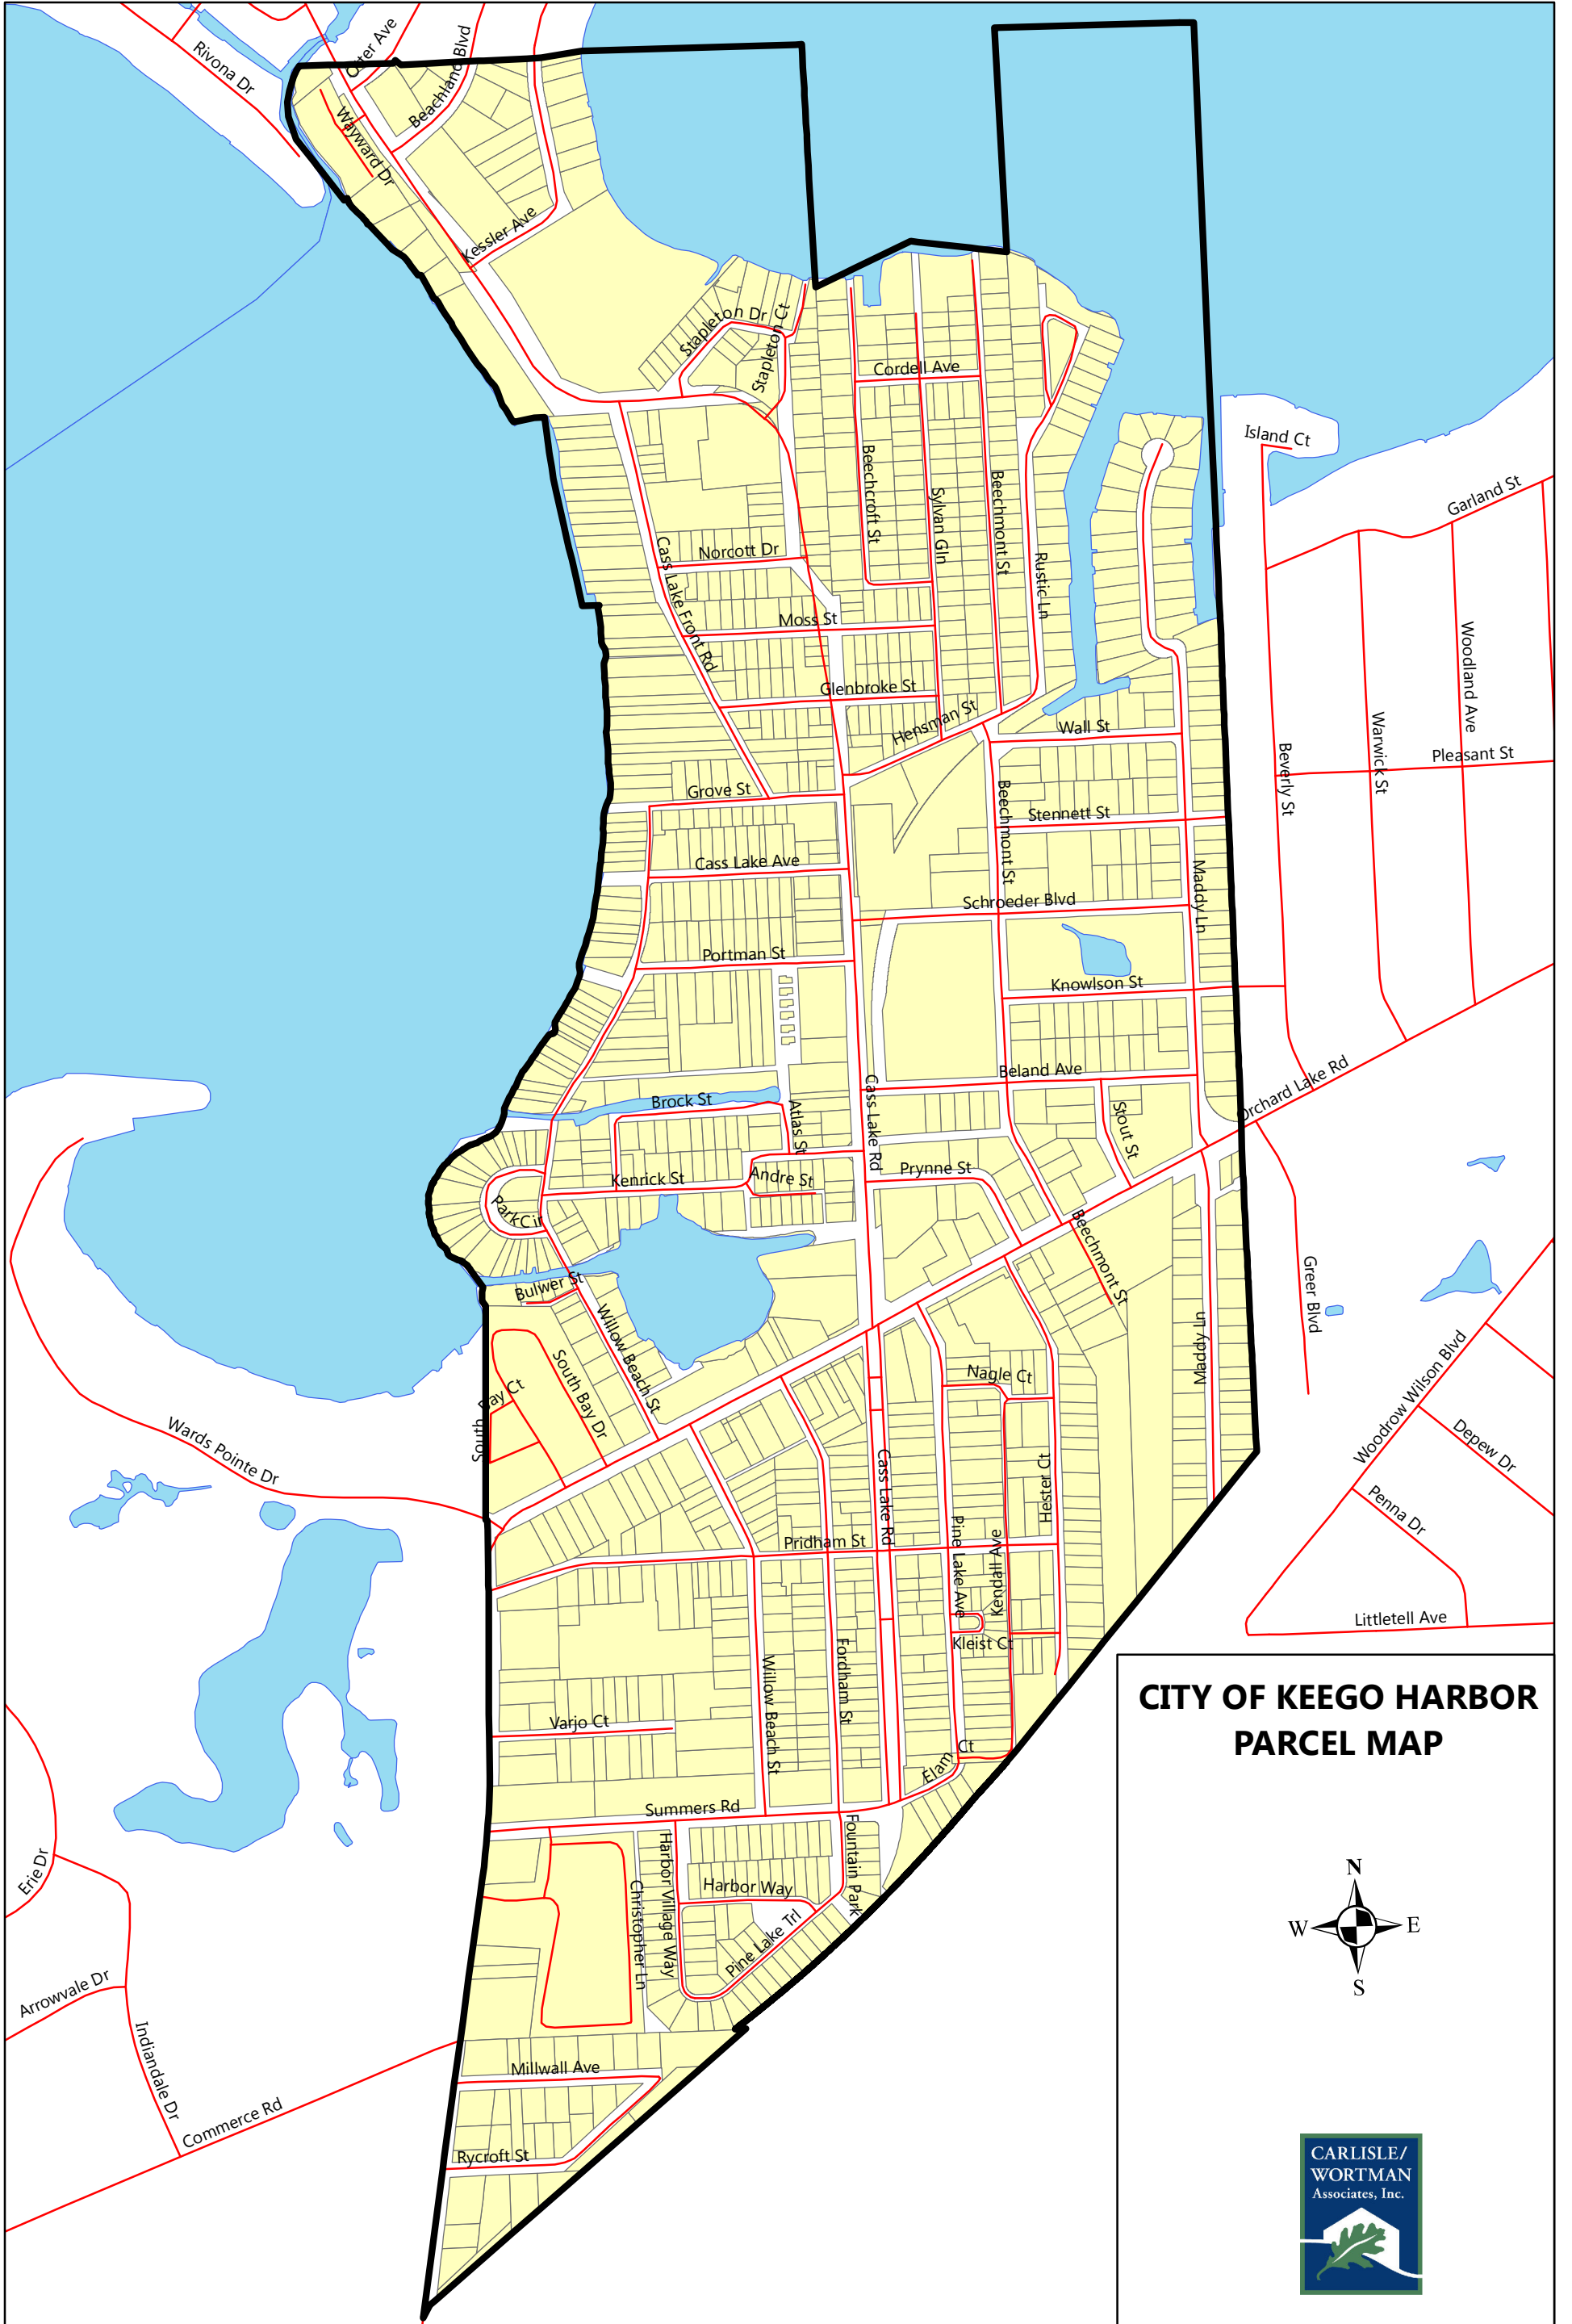 Rivona Dr
Oster Ave
Beachland Blvd
Wayward Dr
Kessler Ave
Stapleton Dr
Stapleton Ct
Cordell Ave
Beechcroft St
Sylvan Gln
Beechmont St
Rustic Ln
Island Ct
Garland St
Norcott Dr
Cass Lake Front Rd
Moss St
Glenbroke St
Hensman St
Wall St
Woodland Ave
Warwick St
Pleasant St
Beverly St
Grove St
Beechmont St
Stennett St
Cass Lake Ave
Maddy Ln
Schroeder Blvd
Portman St
Knowlson St
Beland Ave
Orchard Lake Rd
Brock St
Atlas St
Cass Lake Rd
Stout St
Kenrick St
Andre St
Prynne St
Park Cir
Beechmont St
Bulwer St
Willow Beach St
Greer Blvd
Maddy Ln
South Bay Dr
South Bay Ct
Nagle Ct
Woodrow Wilson Blvd
Wards Pointe Dr
Cass Lake Rd
Hester Ct
Depew Dr
Penna Dr
Pridham St
Pine Lake Ave
Kendall Ave
Littletell Ave
Kleist Ct
Fordham St
Willow Beach St
Varjo Ct
Elam Ct
Summers Rd
Fountain Park
Harbor Village Way
Harbor Way
Christopher Ln
Pine Lake Trl
Erie Dr
Arrowvale Dr
Indiandale Dr
Millwall Ave
Commerce Rd
Rycroft St
CITY OF KEEGO HARBOR
PARCEL MAP
N
W
E
S
CARLISLE/
WORTMAN
Associates, Inc.